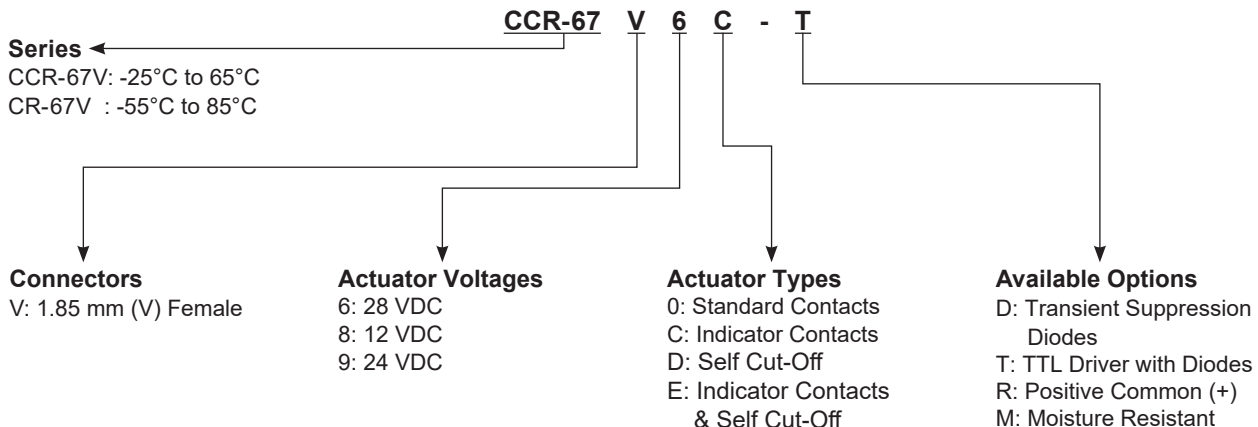 CCR-67 V 6 C - T
Series
CCR-67V: -25°C to 65°C
CR-67V : -55°C to 85°C
Connectors
V: 1.85 mm (V) Female
Actuator Voltages
6: 28 VDC
8: 12 VDC
9: 24 VDC
Actuator Types
0: Standard Contacts
C: Indicator Contacts
D: Self Cut-Off
E: Indicator Contacts
& Self Cut-Off
Available Options
D: Transient Suppression
Diodes
T: TTL Driver with Diodes
R: Positive Common (+)
M: Moisture Resistant